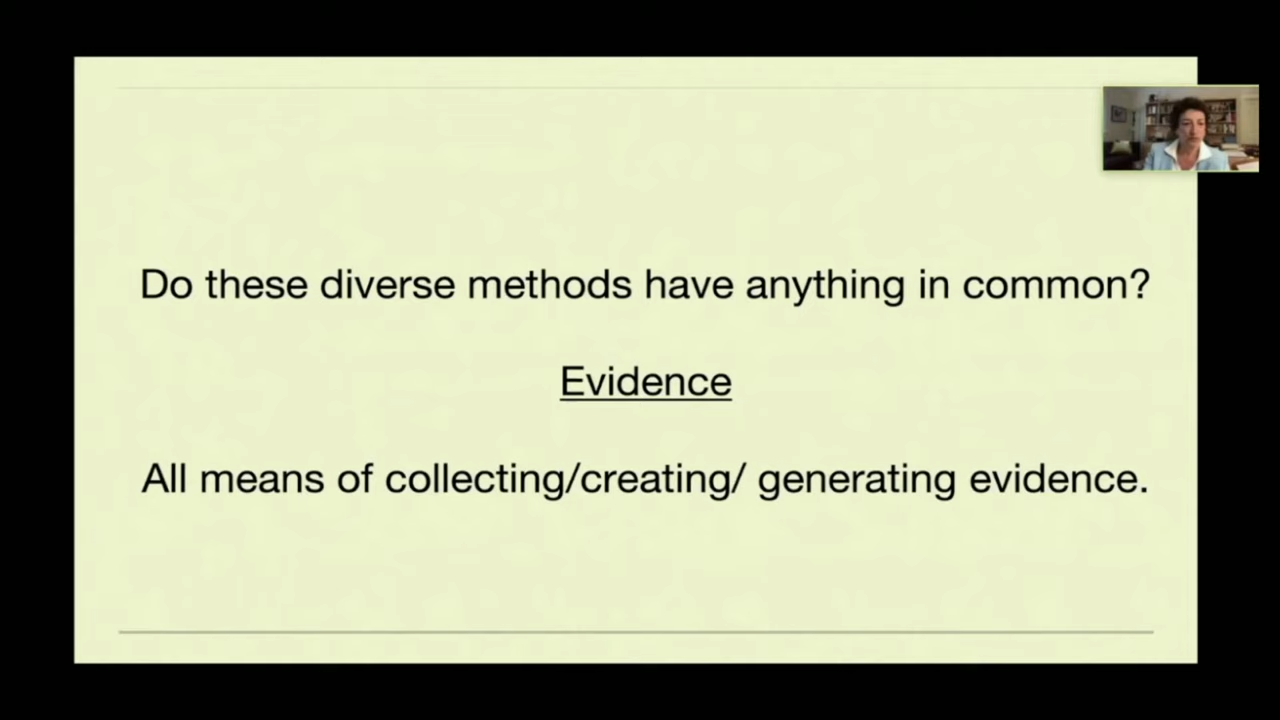 Do these diverse methods have anything in common?
Evidence
All means of collecting/creating/ generating evidence.